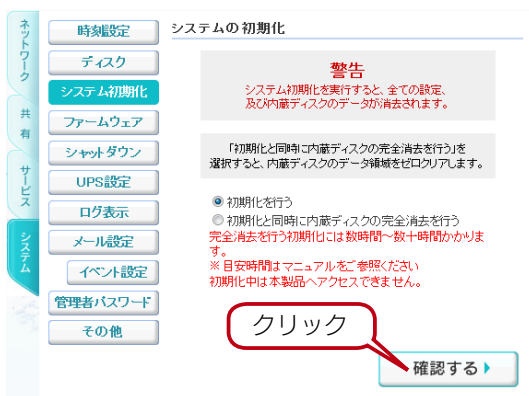 ネットワーク
共有
サービス
システム
時刻設定
ディスク
システム初期化
ファームウェア
シャットダウン
UPS設定
ログ表示
メール設定
イベント設定
管理者パスワード
その他
システムの初期化
警告
システム初期化を実行すると、全ての設定、
及び内蔵ディスクのデータが消去されます。
「初期化と同時に内蔵ディスクの完全消去を行う」を
選択すると、内蔵ディスクのデータ領域をゼロクリアします。
初期化を行う
初期化と同時に内蔵ディスクの完全消去を行う
完全消去を行う初期化には数時間～数十時間かかりま
す。
※目安時間はマニュアルをご参照ください
初期化中は本製品へアクセスできません。
クリック
確認する